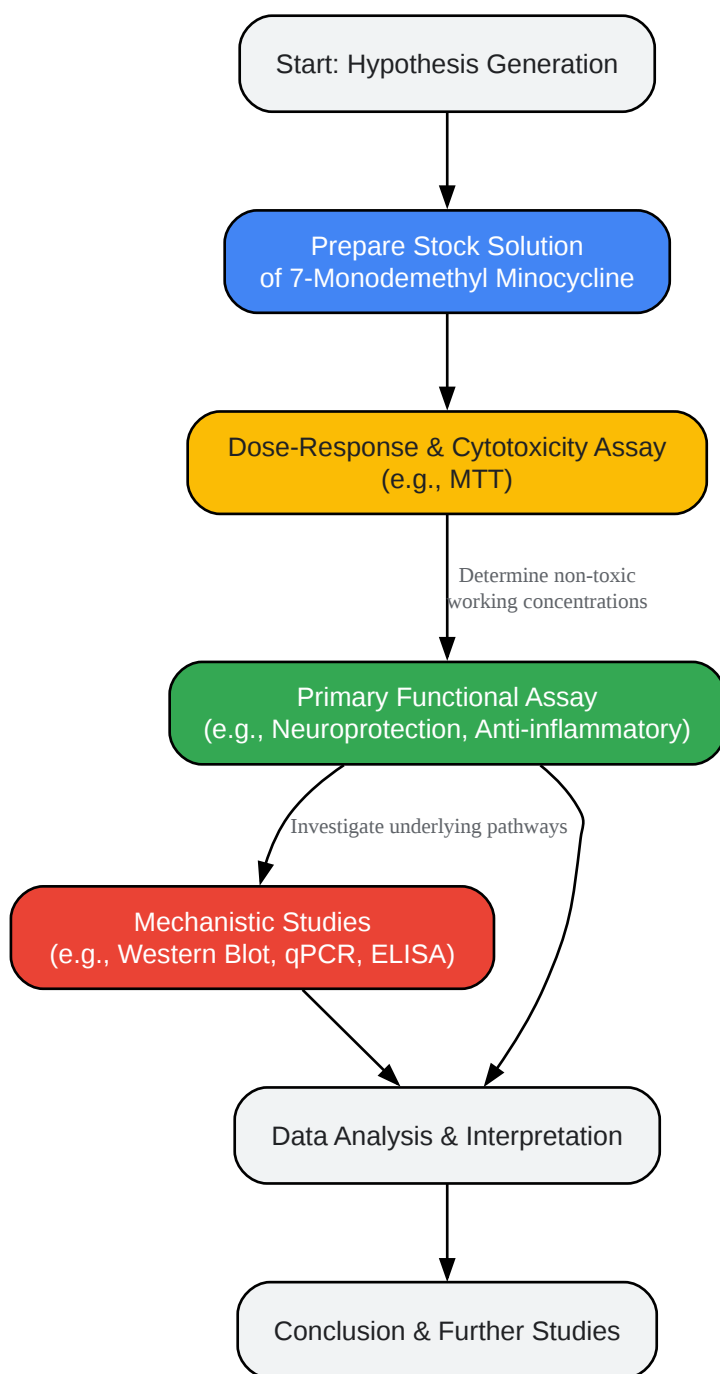 Start: Hypothesis Generation
Prepare Stock Solution
of 7-Monodemethyl Minocycline
Dose-Response & Cytotoxicity Assay
(e.g., MTT)
Determine non-toxic
working concentrations
Primary Functional Assay
(e.g., Neuroprotection, Anti-inflammatory)
Investigate underlying pathways
Mechanistic Studies
(e.g., Western Blot, qPCR, ELISA)
Data Analysis & Interpretation
Conclusion & Further Studies